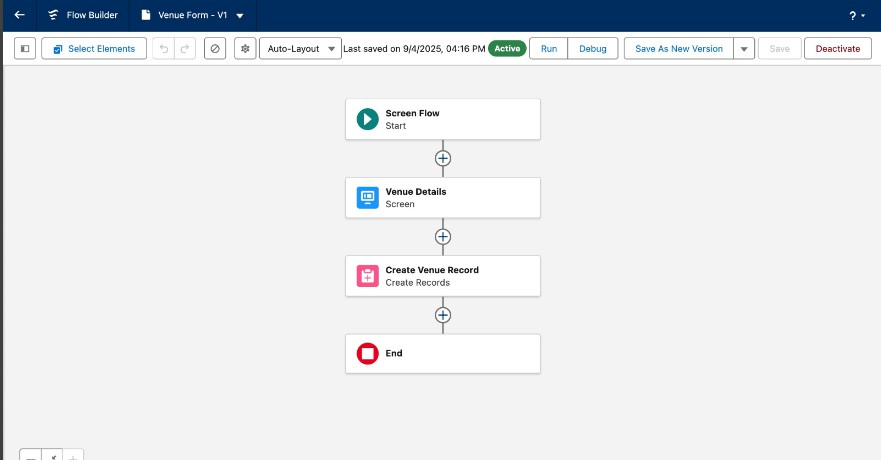 Flow Builder
Venue Form - V1
?
Select Elements
Auto-Layout
Last saved on 9/4/2025, 04:16 PM
Active
Run
Debug
Save As New Version
Save
Deactivate
Screen Flow
Start
Venue Details
Screen
Create Venue Record
Create Records
End